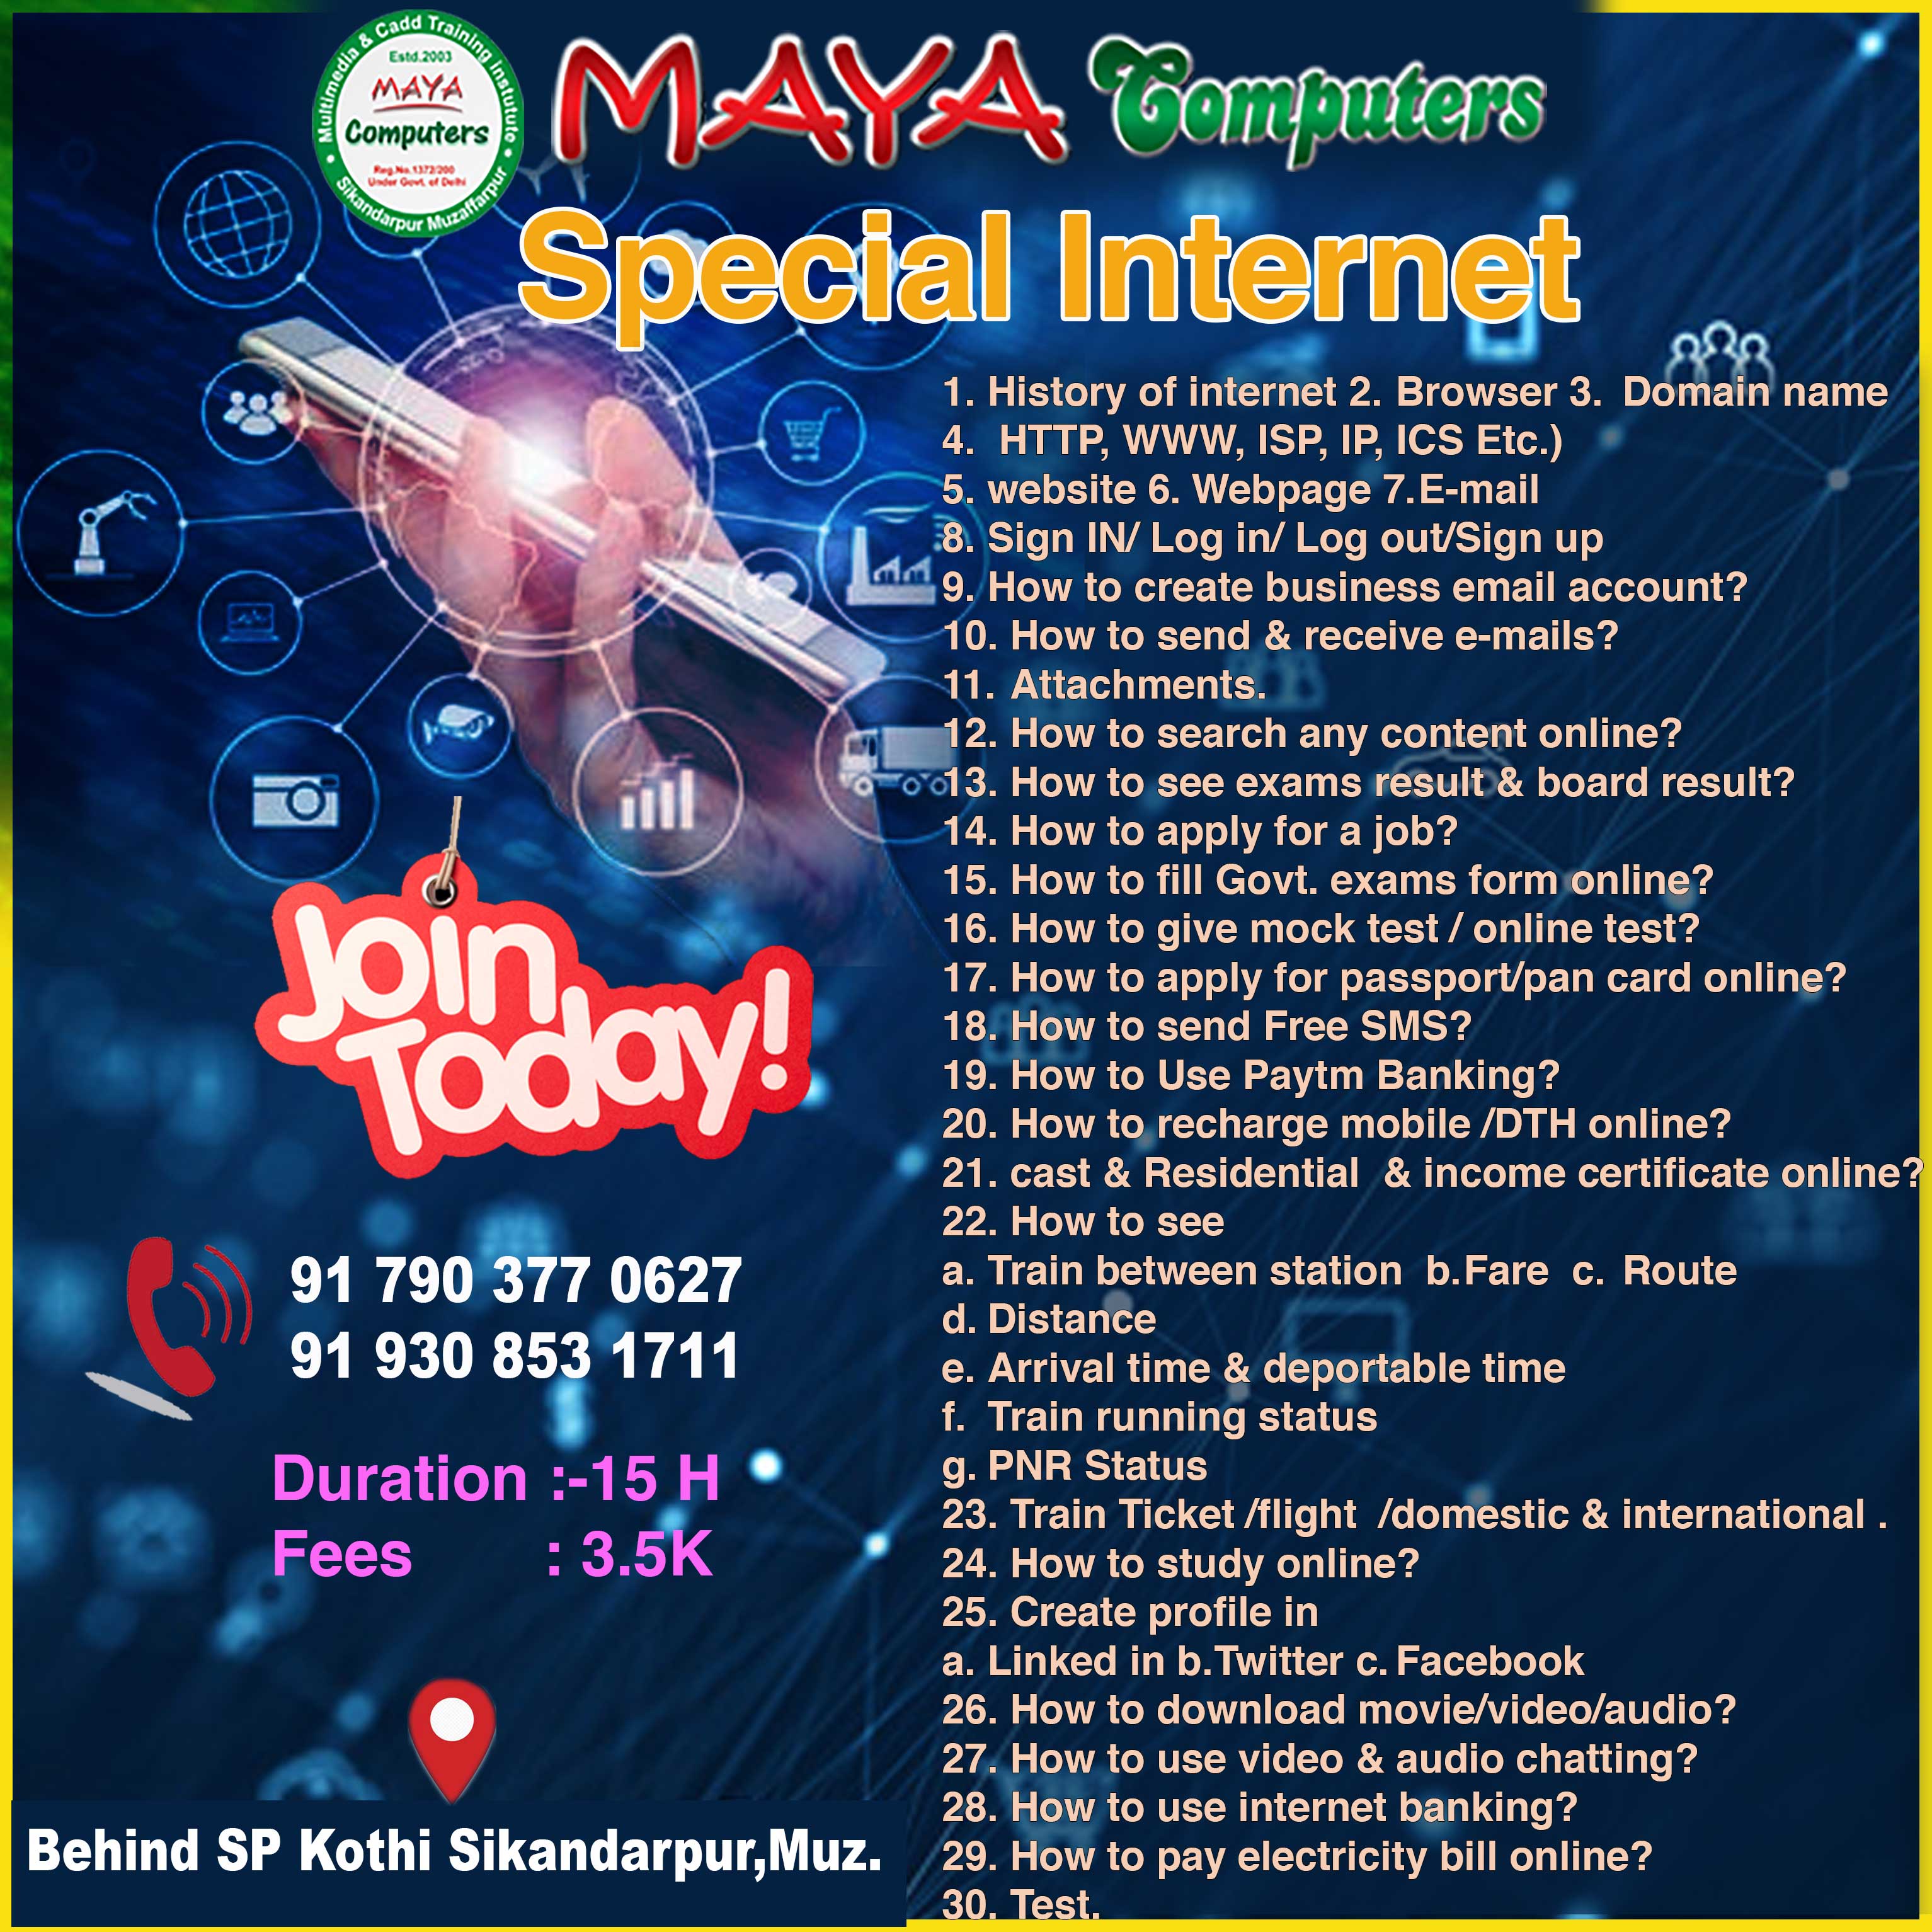 Multimedia & Cadd Training Instutute
Estd.2003
MAYA
Computers
Reg.No.1372/200
Under Govt. of Delhi
Sikandarpur Muzaffarpur
MAYA Computers
Special Internet
1. History of internet 2. Browser 3. Domain name
4. HTTP, WWW, ISP, IP, ICS Etc.)
5. website 6. Webpage 7.E-mail
8. Sign IN/ Log in/ Log out/Sign up
9. How to create business email account?
10. How to send & receive e-mails?
11. Attachments.
12. How to search any content online?
13. How to see exams result & board result?
14. How to apply for a job?
15. How to fill Govt. exams form online?
16. How to give mock test / online test?
17. How to apply for passport/pan card online?
18. How to send Free SMS?
19. How to Use Paytm Banking?
20. How to recharge mobile /DTH online?
21. cast & Residential & income certificate online?
22. How to see
a. Train between station b.Fare c. Route
d. Distance
e. Arrival time & deportable time
f. Train running status
g. PNR Status
23. Train Ticket /flight /domestic & international .
24. How to study online?
25. Create profile in
a. Linked in b.Twitter c. Facebook
26. How to download movie/video/audio?
27. How to use video & audio chatting?
28. How to use internet banking?
29. How to pay electricity bill online?
30. Test.
Join
Today!
91 790 377 0627
91 930 853 1711
Duration :-15 H
Fees : 3.5K
Behind SP Kothi Sikandarpur,Muz.